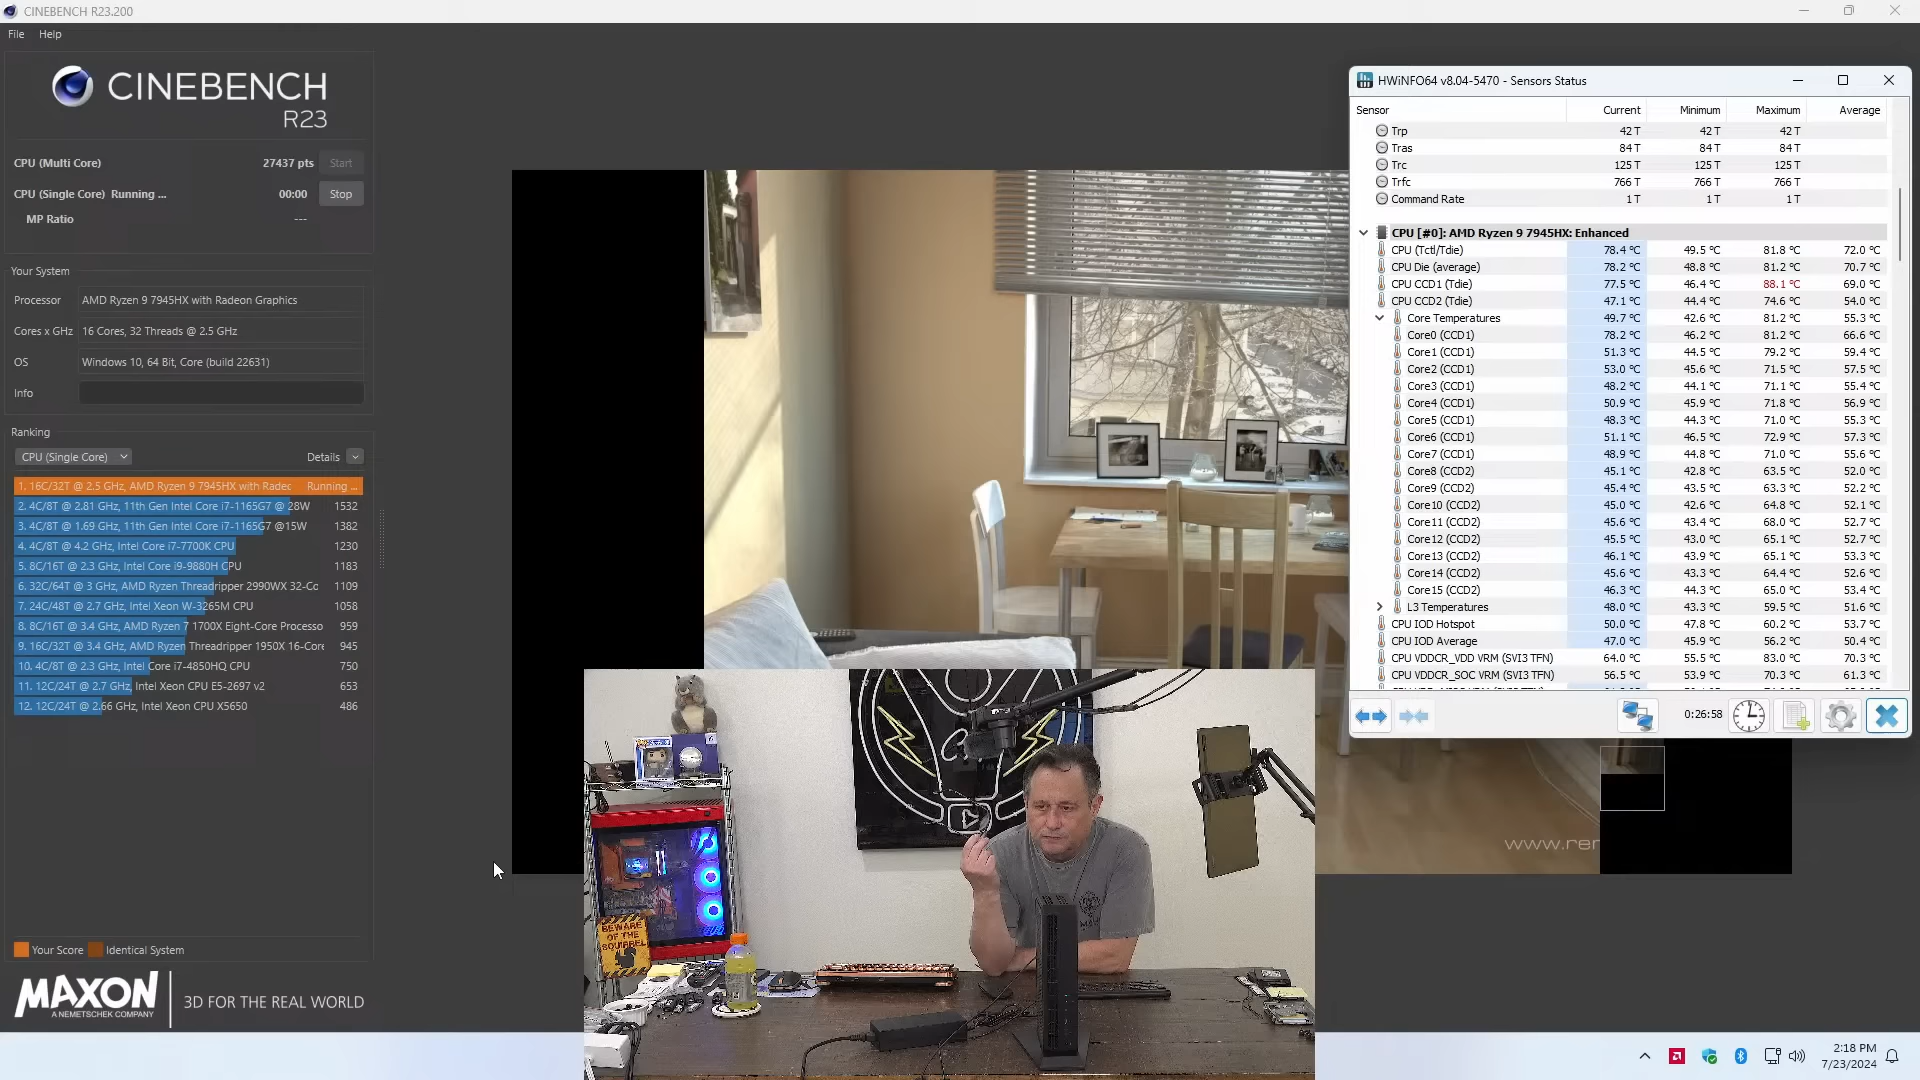 CINEBENCH R23.200
File Help
CINEBENCH
R23
CPU (Multi Core) 27437 pts Start
CPU (Single Core) Running ... 00:00 Stop
MP Ratio ---
Your System
Processor AMD Ryzen 9 7945HX with Radeon Graphics
Cores x GHz 16 Cores, 32 Threads @ 2.5 GHz
OS Windows 10, 64 Bit, Core (build 22631)
Info
Ranking
CPU (Single Core) Details
1. 16C/32T @ 2.5 GHz, AMD Ryzen 9 7945HX with Radec Running ...
2. 4C/8T @ 2.81 GHz, 11th Gen Intel Core i7-1165G7 @ 28W 1532
3. 4C/8T @ 1.69 GHz, 11th Gen Intel Core i7-1165G7 @15W 1382
4. 4C/8T @ 4.2 GHz, Intel Core i7-7700K CPU 1230
5. 8C/16T @ 2.3 GHz, Intel Core i9-9880H CPU 1183
6. 32C/64T @ 3 GHz, AMD Ryzen Threadripper 2990WX 32-Co 1109
7. 24C/48T @ 2.7 GHz, Intel Xeon W-3265M CPU 1058
8. 8C/16T @ 3.4 GHz, AMD Ryzen 7 1700X Eight-Core Processo 959
9. 16C/32T @ 3.4 GHz, AMD Ryzen Threadripper 1950X 16-Core 945
10. 4C/8T @ 2.3 GHz, Intel Core i7-4850HQ CPU 750
11. 12C/24T @ 2.7 GHz, Intel Xeon CPU E5-2697 v2 653
12. 12C/24T @ 2.66 GHz, Intel Xeon CPU X5650 486
Your Score Identical System
MAXON
A NEMETSCHEK COMPANY
3D FOR THE REAL WORLD
HWiNFO64 v8.04-5470 - Sensors Status
Sensor Current Minimum Maximum Average
Trp 42 T 42 T 42 T
Tras 84 T 84 T 84 T
Trc 125 T 125 T 125 T
Trfc 766 T 766 T 766 T
Command Rate 1 T 1 T 1 T
CPU [#0]: AMD Ryzen 9 7945HX: Enhanced
CPU (Tctl/Tdie) 78.4 °C 49.5 °C 81.8 °C 72.0 °C
CPU Die (average) 78.2 °C 48.8 °C 81.2 °C 70.7 °C
CPU CCD1 (Tdie) 77.5 °C 46.4 °C 88.1 °C 69.0 °C
CPU CCD2 (Tdie) 47.1 °C 44.4 °C 74.6 °C 54.0 °C
Core Temperatures 49.7 °C 42.6 °C 81.2 °C 55.3 °C
Core0 (CCD1) 78.2 °C 46.2 °C 81.2 °C 66.6 °C
Core1 (CCD1) 51.3 °C 44.5 °C 79.2 °C 59.4 °C
Core2 (CCD1) 53.0 °C 45.6 °C 71.5 °C 57.5 °C
Core3 (CCD1) 48.2 °C 44.1 °C 71.1 °C 55.4 °C
Core4 (CCD1) 50.9 °C 45.9 °C 71.8 °C 56.9 °C
Core5 (CCD1) 48.3 °C 44.3 °C 71.0 °C 55.3 °C
Core6 (CCD1) 51.1 °C 46.5 °C 72.9 °C 57.3 °C
Core7 (CCD1) 48.9 °C 44.8 °C 71.0 °C 55.6 °C
Core8 (CCD2) 45.1 °C 42.8 °C 63.5 °C 52.0 °C
Core9 (CCD2) 45.4 °C 43.5 °C 63.3 °C 52.2 °C
Core10 (CCD2) 45.0 °C 42.6 °C 64.8 °C 52.1 °C
Core11 (CCD2) 45.6 °C 43.4 °C 68.0 °C 52.7 °C
Core12 (CCD2) 45.5 °C 43.0 °C 65.1 °C 52.7 °C
Core13 (CCD2) 46.1 °C 43.9 °C 65.1 °C 53.3 °C
Core14 (CCD2) 45.6 °C 43.3 °C 64.4 °C 52.6 °C
Core15 (CCD2) 46.3 °C 44.3 °C 65.0 °C 53.4 °C
L3 Temperatures 48.0 °C 43.3 °C 59.5 °C 51.6 °C
CPU IOD Hotspot 50.0 °C 47.8 °C 60.2 °C 53.7 °C
CPU IOD Average 47.0 °C 45.9 °C 56.2 °C 50.4 °C
CPU VDDCR_VDD VRM (SVI3 TFN) 64.0 °C 55.5 °C 83.0 °C 70.3 °C
CPU VDDCR_SOC VRM (SVI3 TFN) 56.5 °C 53.9 °C 70.3 °C 61.3 °C
0:26:58
www.rer
BEWARE
OF THE
SQUIRREL
2:18 PM
7/23/2024